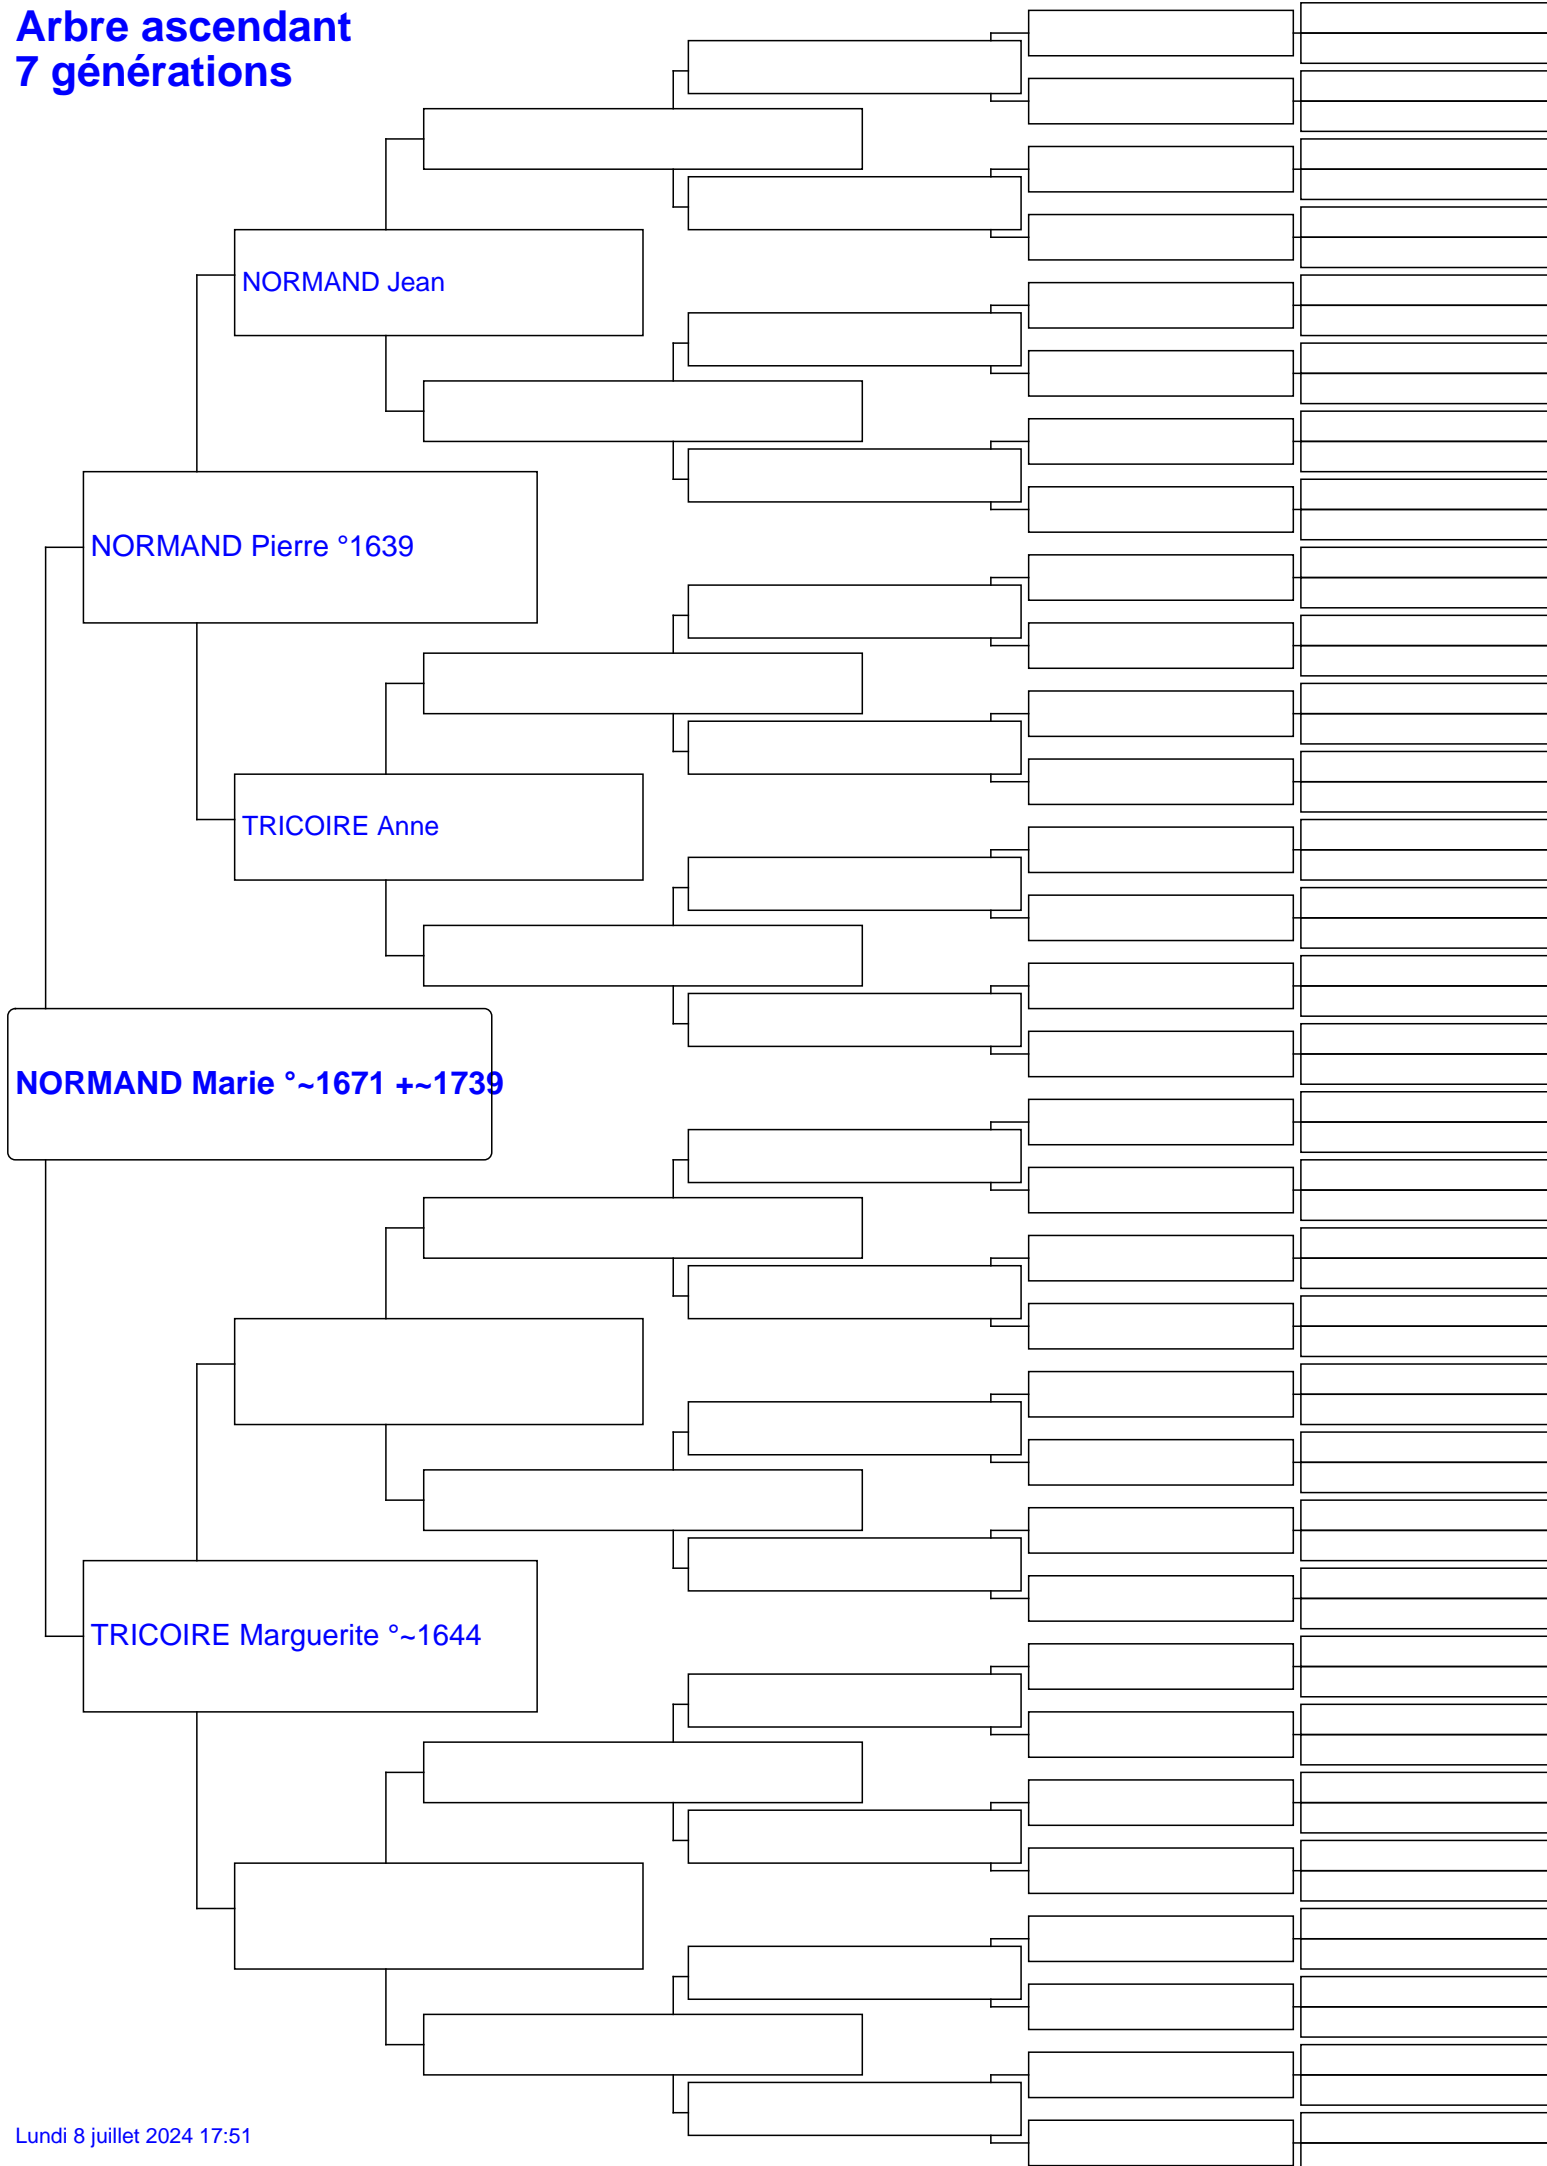 Arbre ascendant
7 générations
NORMAND Jean
NORMAND Pierre °1639
TRICOIRE Anne
NORMAND Marie °~1671 +~1739
TRICOIRE Marguerite °~1644
Lundi 8 juillet 2024 17:51